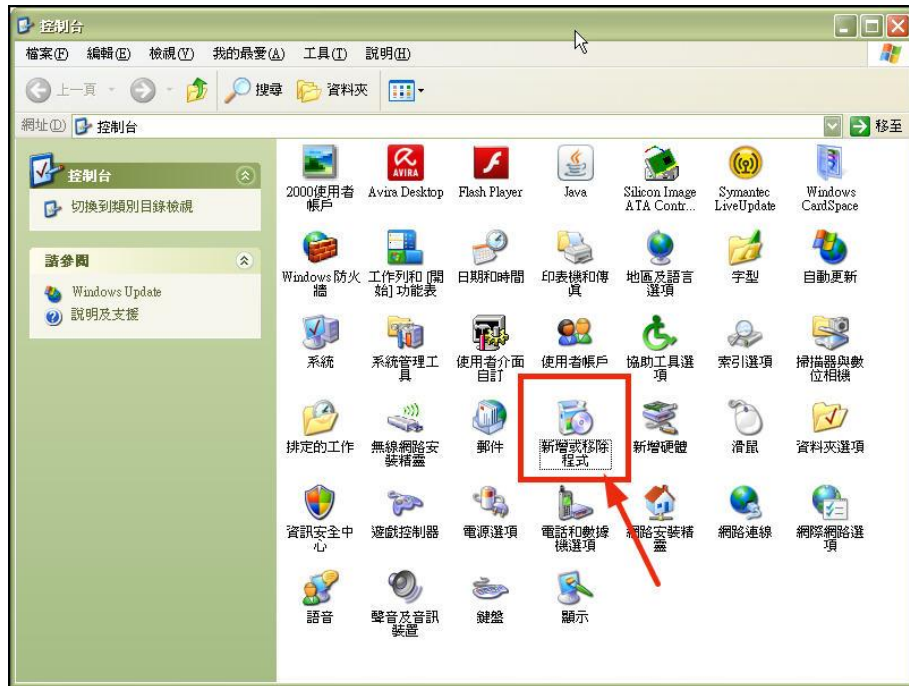 控制台
檔案(F) 編輯(E) 檢視(V) 我的最愛(A) 工具(T) 說明(H)
上一頁 搜尋 資料夾
網址(D) 控制台 移至
控制台
切換到類別目錄檢視
請參閱
Windows Update
說明及支援
2000使用者
帳戶
AVIRA
Avira Desktop
Flash Player
Java
Silicon Image
ATA Contr...
Symantec
LiveUpdate
Windows
CardSpace
Windows 防火
牆
工作列和 [開
始] 功能表
日期和時間
印表機和傳
真
地區及語言
選項
字型
自動更新
系統
系統管理工
具
使用者介面
自訂
使用者帳戶
協助工具選
項
索引選項
掃描器與數
位相機
排定的工作
無線網路安
裝精靈
郵件
新增或移除
程式
新增硬體
滑鼠
資料夾選項
資訊安全中
心
遊戲控制器
電源選項
電話和數據
機選項
網路安裝精
靈
網路連線
網際網路選
項
語音
聲音及音訊
裝置
鍵盤
顯示